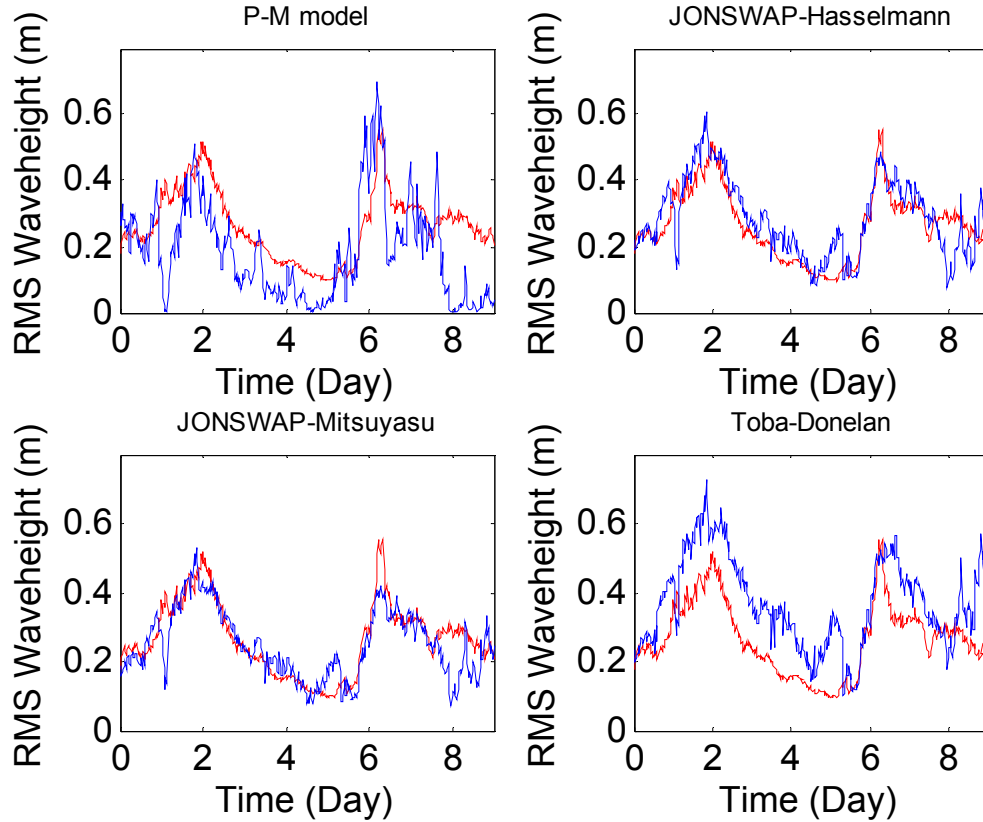 P-M model
RMS Waveheight (m)
0.6
0.4
0.2
0
0 2 4 6 8
Time (Day)
JONSWAP-Hasselmann
RMS Waveheight (m)
0.6
0.4
0.2
0
0 2 4 6 8
Time (Day)
JONSWAP-Mitsuyasu
RMS Waveheight (m)
0.6
0.4
0.2
0
0 2 4 6 8
Time (Day)
Toba-Donelan
RMS Waveheight (m)
0.6
0.4
0.2
0
0 2 4 6 8
Time (Day)